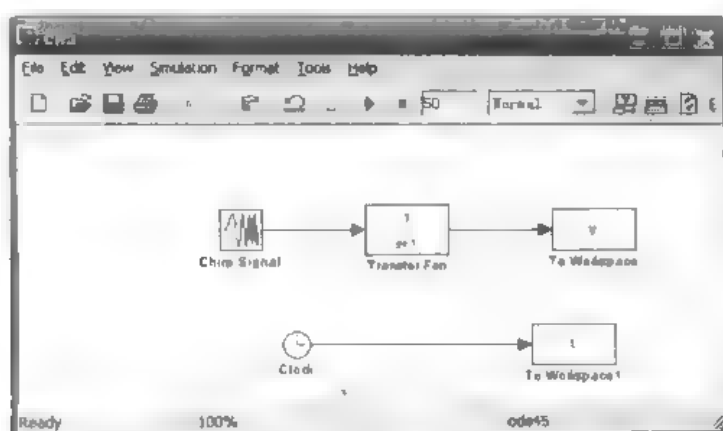 File Edit View Simulation Format Tools Help
50 Normal
1
Chirp Signal
Transfer Fcn
To Workspace
t
Clock
To Workspace1
Ready 100% ode45